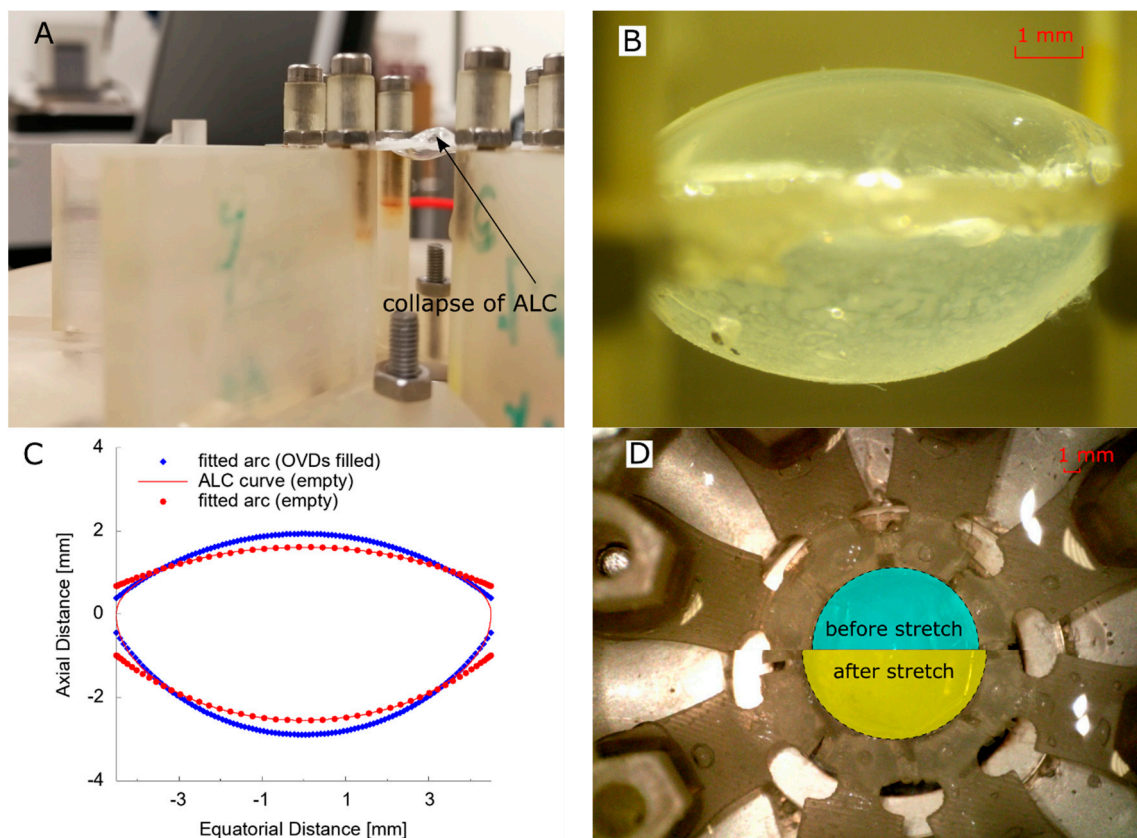 A
collapse of ALC
B
1 mm
C
fitted arc (OVDs filled)
ALC curve (empty)
fitted arc (empty)
4
2
0
-2
-4
Axial Distance [mm]
-3
-1
1
3
Equatorial Distance [mm]
D
1 mm
before stretch
after stretch